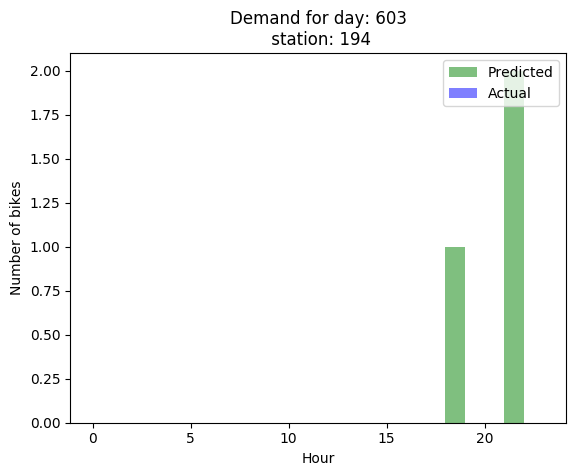 Demand for day: 603
station: 194
Predicted
Actual
2.00
1.75
1.50
1.25
1.00
0.75
0.50
0.25
0.00
Number of bikes
0 5 10 15 20
Hour